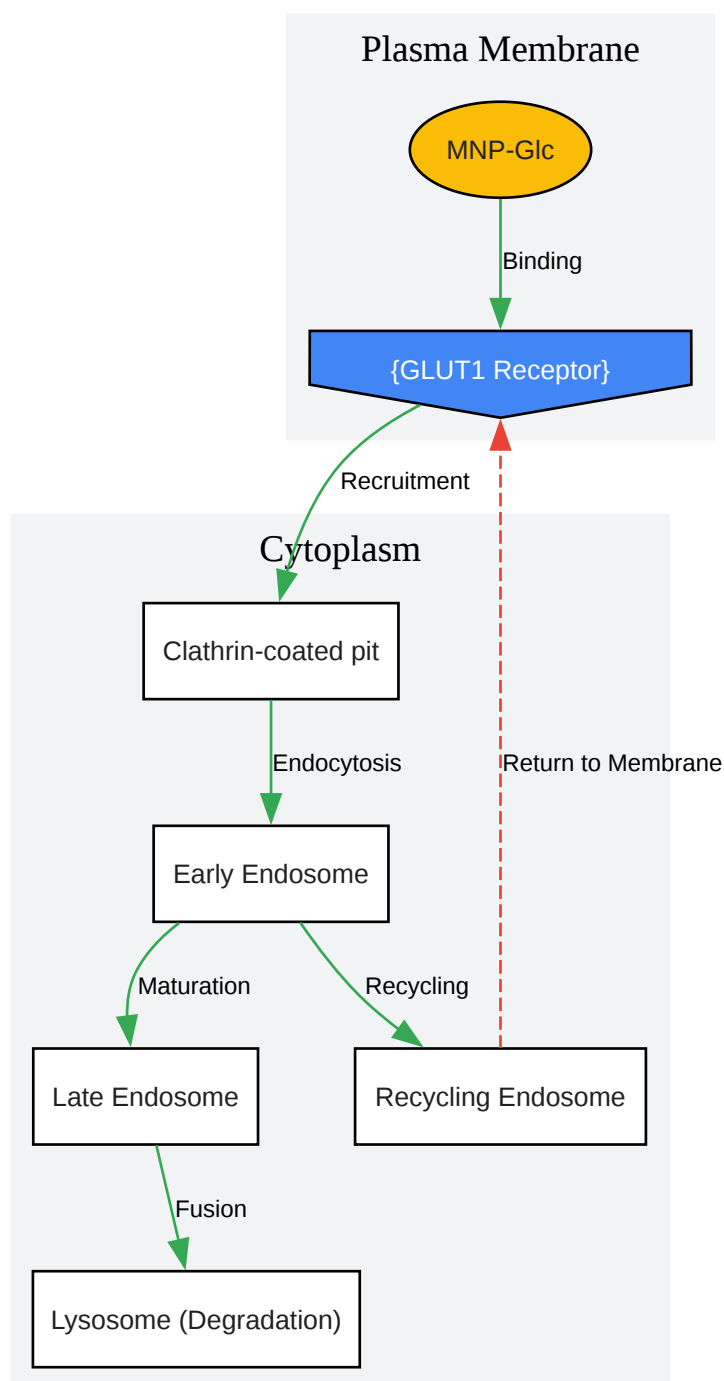 Plasma Membrane
MNP-Glc
Binding
{GLUT1 Receptor}
Recruitment
Cytoplasm
Clathrin-coated pit
Endocytosis
Return to Membrane
Early Endosome
Maturation
Recycling
Late Endosome
Recycling Endosome
Fusion
Lysosome (Degradation)